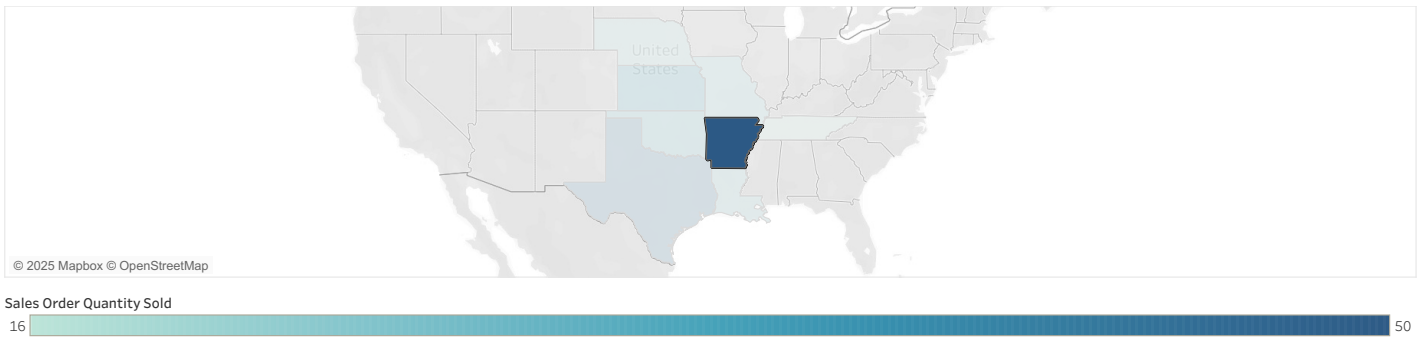 United
States
© 2025 Mapbox © OpenStreetMap
Sales Order Quantity Sold
16
50